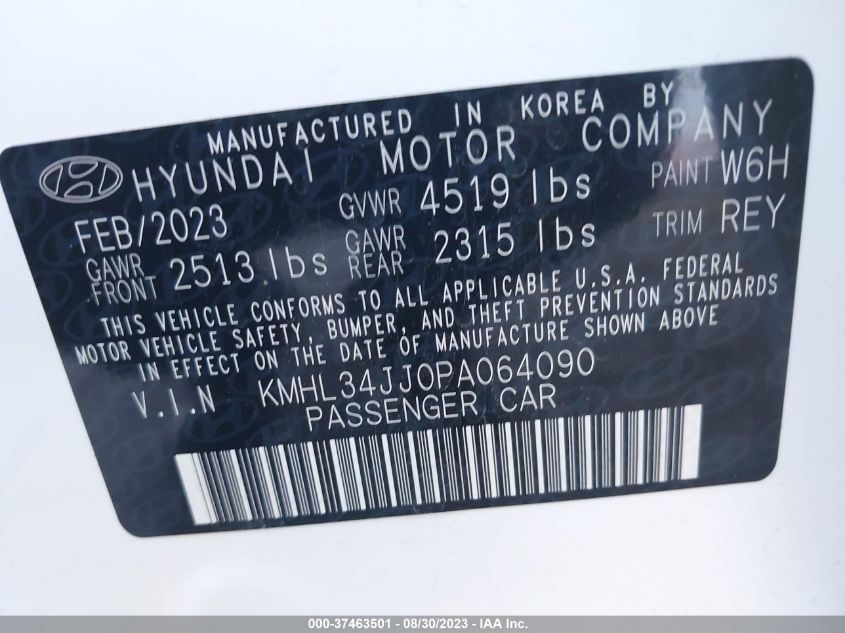 MANUFACTURED IN KOREA BY
HYUNDAI MOTOR COMPANY
FEB/2023 GVWR 4519 lbs PAINT W6H
GAWR FRONT 2513 lbs GAWR REAR 2315 lbs TRIM REY
THIS VEHICLE CONFORMS TO ALL APPLICABLE U.S.A. FEDERAL
MOTOR VEHICLE SAFETY, BUMPER, AND THEFT PREVENTION STANDARDS
IN EFFECT ON THE DATE OF MANUFACTURE SHOWN ABOVE
V.I.N KMHL34JJ0PA064090
PASSENGER CAR
000-37463501 - 08/30/2023 - IAA Inc.